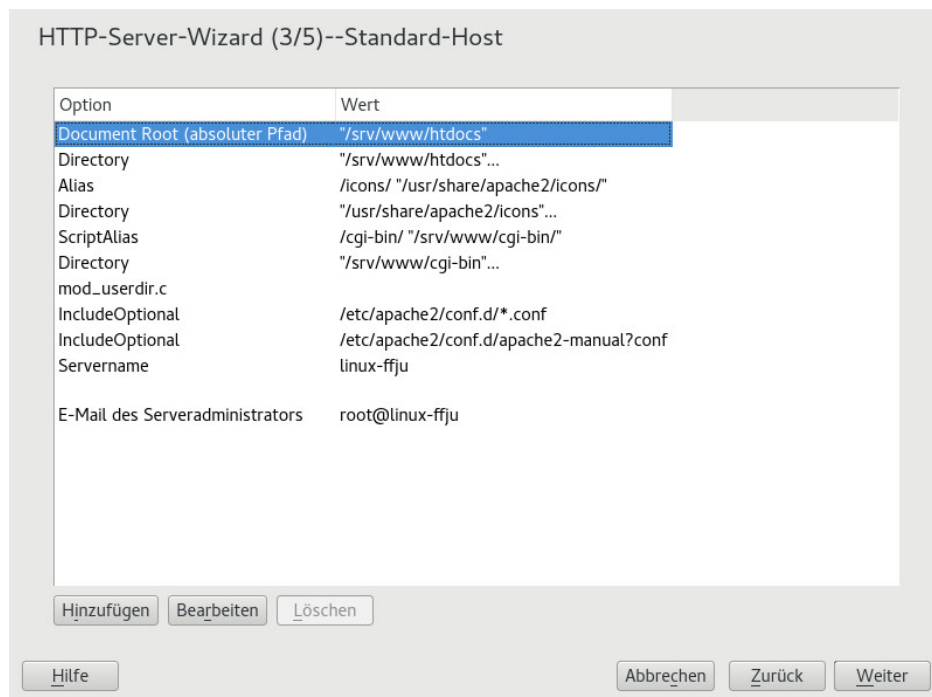 HTTP-Server-Wizard (3/5)--Standard-Host
Option Wert
Document Root (absoluter Pfad) "/srv/www/htdocs"
Directory "/srv/www/htdocs"...
Alias /icons/ "/usr/share/apache2/icons/"
Directory "/usr/share/apache2/icons"...
ScriptAlias /cgi-bin/ "/srv/www/cgi-bin/"
Directory "/srv/www/cgi-bin"...
mod_userdir.c
IncludeOptional /etc/apache2/conf.d/*.conf
IncludeOptional /etc/apache2/conf.d/apache2-manual?conf
Servername linux-ffju
E-Mail des Serveradministrators root@linux-ffju
Hinzufügen Bearbeiten Löschen
Hilfe Abbrechen Zurück Weiter